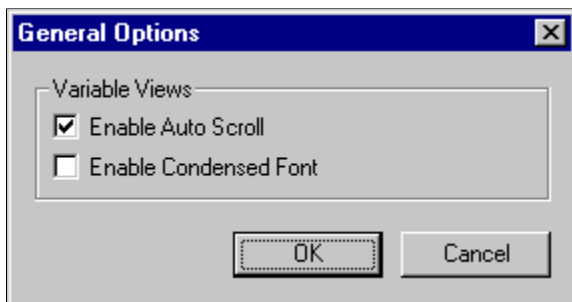 General Options
Variable Views
Enable Auto Scroll
Enable Condensed Font
OK
Cancel